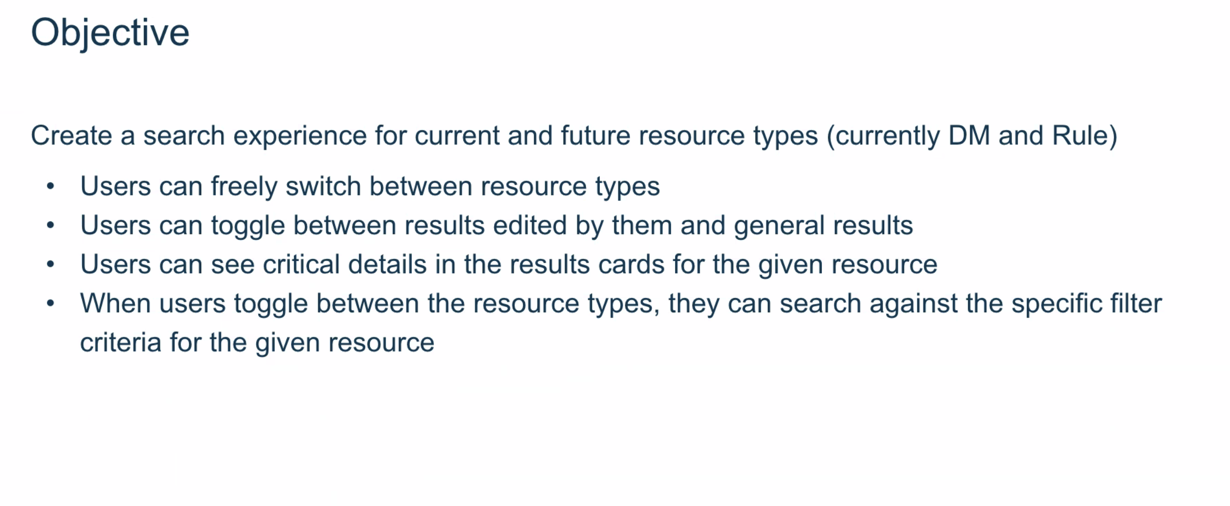 Objective
Create a search experience for current and future resource types (currently DM and Rule)
• Users can freely switch between resource types
• Users can toggle between results edited by them and general results
• Users can see critical details in the results cards for the given resource
• When users toggle between the resource types, they can search against the specific filter
criteria for the given resource